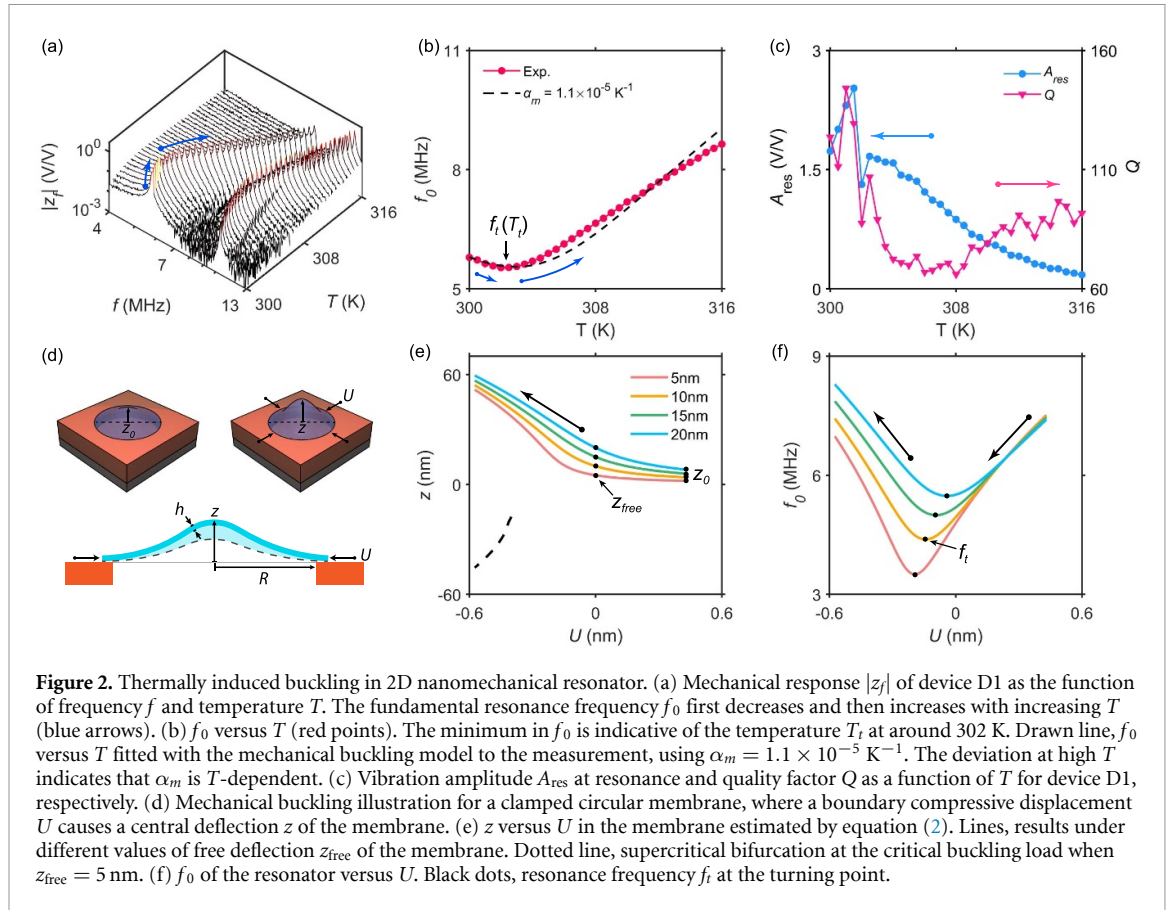 (a)
10⁰
10⁻³
|z_f| (V/V)
4
7
13
f (MHz)
300
308
316
T (K)
(b)
11
8
5
f₀ (MHz)
Exp.
α_m = 1.1×10⁻⁵ K⁻¹
f_t(T_t)
300
308
316
T (K)
(c)
3
1.5
0
A_res (V/V)
A_res
Q
160
110
60
Q
300
308
316
T (K)
(d)
z₀
z
U
h
z
U
R
(e)
60
0
-60
z (nm)
5nm
10nm
15nm
20nm
z₀
z_free
-0.6
0
0.6
U (nm)
(f)
9
6
3
f₀ (MHz)
f_t
-0.6
0
0.6
U (nm)
Figure 2. Thermally induced buckling in 2D nanomechanical resonator. (a) Mechanical response |z_f| of device D1 as the function
of frequency f and temperature T. The fundamental resonance frequency f₀ first decreases and then increases with increasing T
(blue arrows). (b) f₀ versus T (red points). The minimum in f₀ is indicative of the temperature T_t at around 302 K. Drawn line, f₀
versus T fitted with the mechanical buckling model to the measurement, using α_m = 1.1 × 10⁻⁵ K⁻¹. The deviation at high T
indicates that α_m is T-dependent. (c) Vibration amplitude A_res at resonance and quality factor Q as a function of T for device D1,
respectively. (d) Mechanical buckling illustration for a clamped circular membrane, where a boundary compressive displacement
U causes a central deflection z of the membrane. (e) z versus U in the membrane estimated by equation (2). Lines, results under
different values of free deflection z_free of the membrane. Dotted line, supercritical bifurcation at the critical buckling load when
z_free = 5 nm. (f) f₀ of the resonator versus U. Black dots, resonance frequency f_t at the turning point.